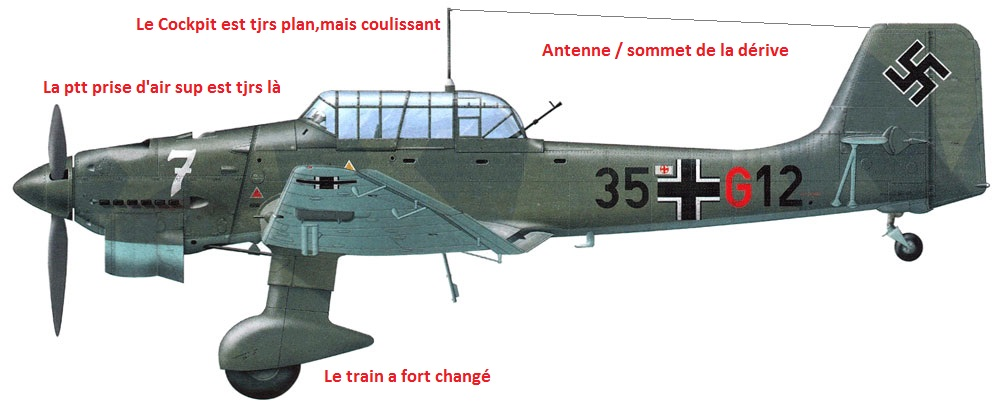 Le Cockpit est tjrs plan,mais coulissant
Antenne / sommet de la dérive
La ptt prise d'air sup est tjrs là
7
35 G12
Le train a fort changé